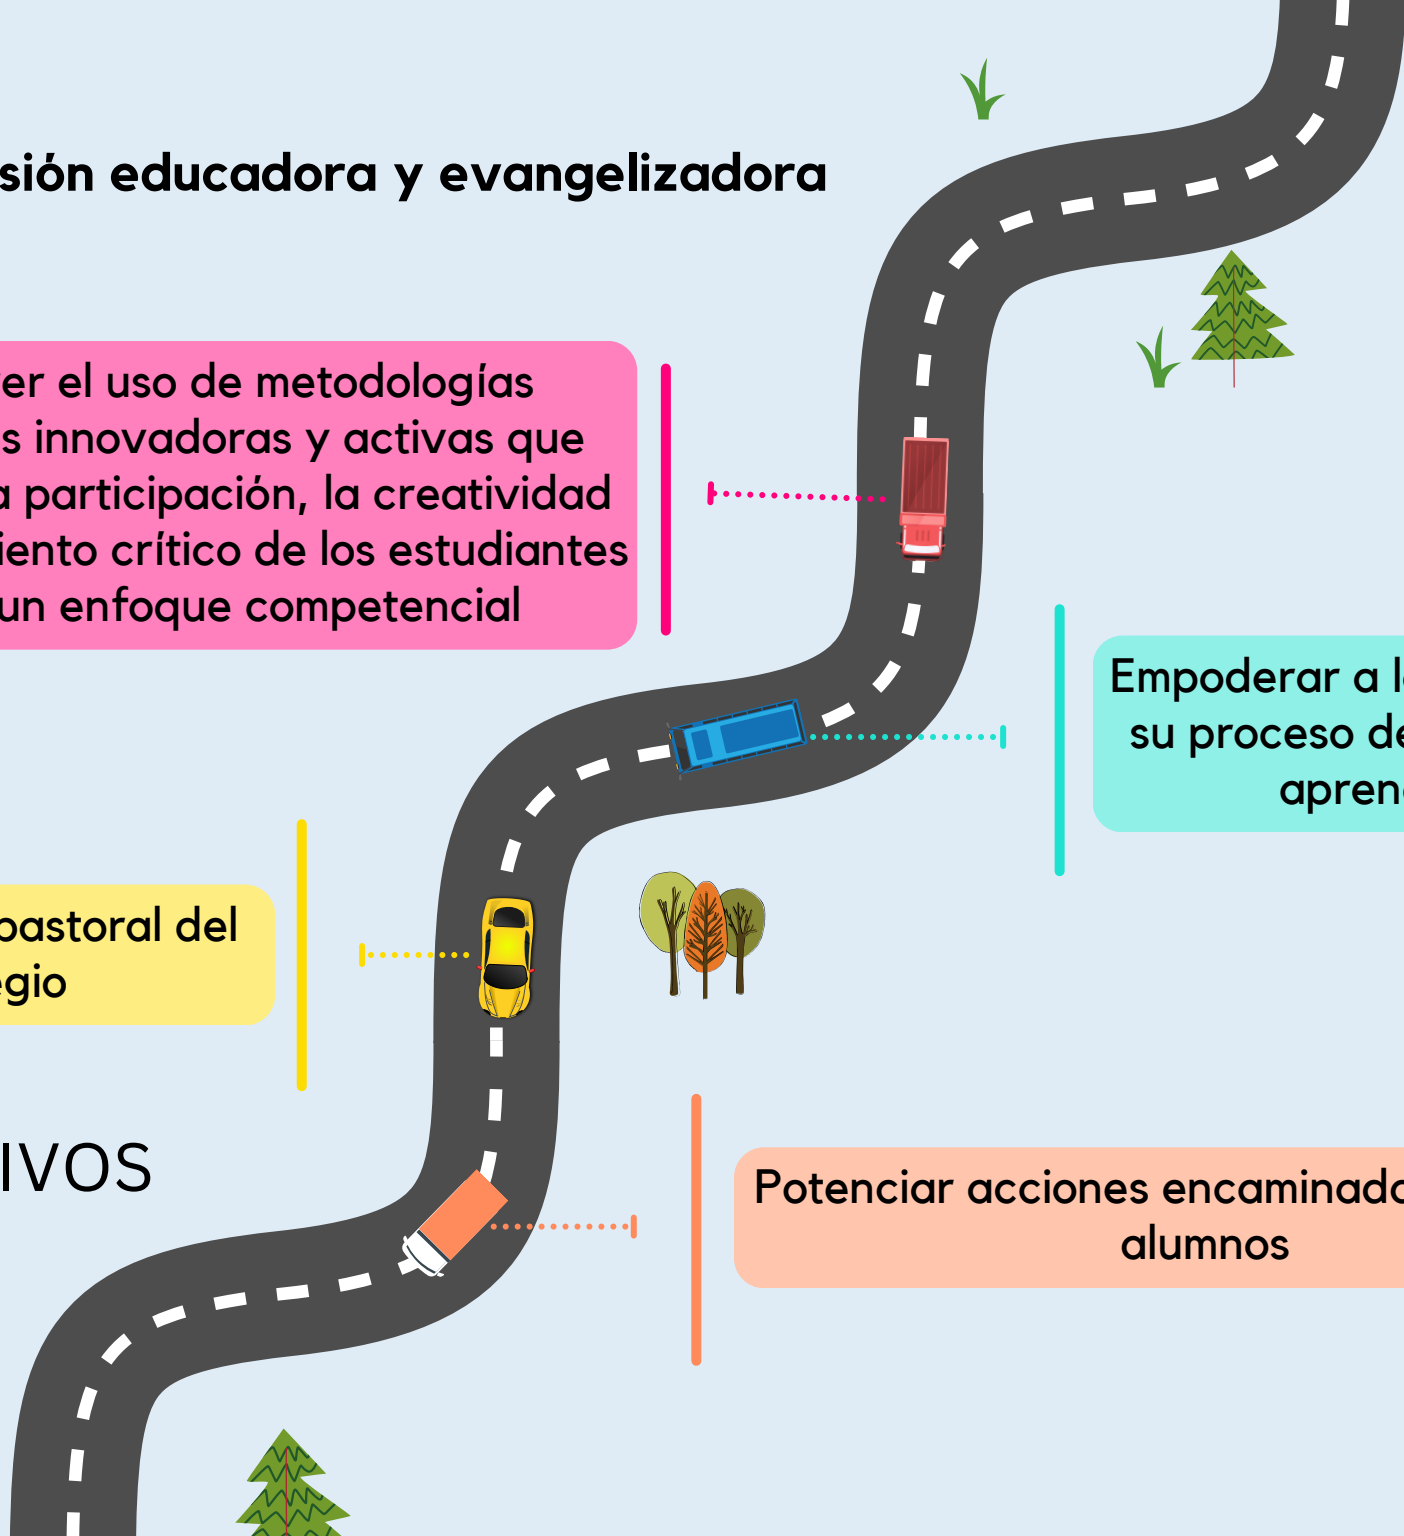 sión educadora y evangelizadora
er el uso de metodologías
s innovadoras y activas que
a participación, la creatividad
iento crítico de los estudiantes
un enfoque competencial
Empoderar a l
su proceso de
apren
pastoral del
egio
IVOS
Potenciar acciones encaminad
alumnos